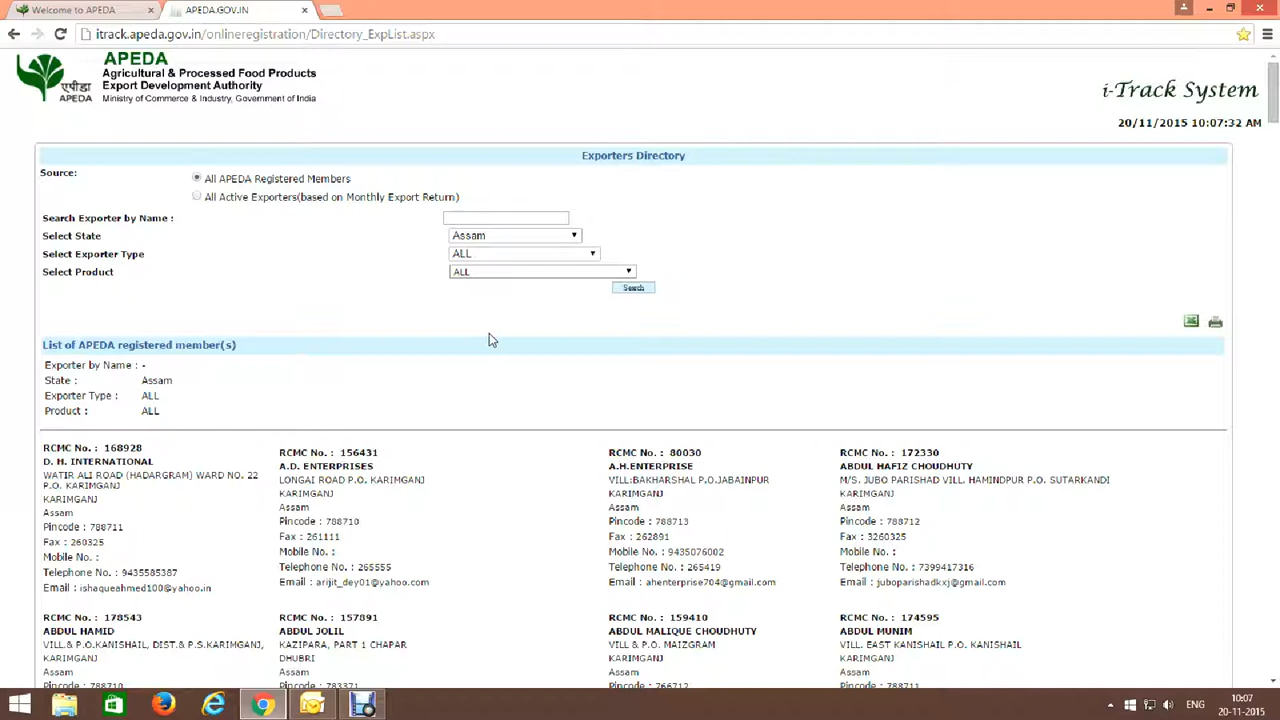 Welcome to APEDA
APEDA.GOV.IN
itrack.apeda.gov.in/onlineregistration/Directory_ExpList.aspx
APEDA
Agricultural & Processed Food Products
Export Development Authority
Ministry of Commerce & Industry, Government of India
एपीडा
APEDA
i-Track System
20/11/2015 10:07:32 AM
Exporters Directory
Source:
All APEDA Registered Members
All Active Exporters(based on Monthly Export Return)
Search Exporter by Name :
Select State Assam
Select Exporter Type ALL
Select Product ALL
Search
List of APEDA registered member(s)
Exporter by Name : -
State : Assam
Exporter Type : ALL
Product : ALL
RCMC No. : 168928
D. H. INTERNATIONAL
WATIR ALI ROAD (HADARGRAM) WARD NO. 22
P.O. KARIMGANJ
KARIMGANJ
Assam
Pincode : 788711
Fax : 260325
Mobile No. :
Telephone No. : 9435585387
Email : ishaqueahmed100@yahoo.in
RCMC No. : 156431
A.D. ENTERPRISES
LONGAI ROAD P.O. KARIMGANJ
KARIMGANJ
Assam
Pincode : 788710
Fax : 261111
Mobile No. :
Telephone No. : 265555
Email : arijit_dey01@yahoo.com
RCMC No. : 80030
A.H.ENTERPRISE
VILL:BAKHARSHAL P.O.JABAINPUR
KARIMGANJ
Assam
Pincode : 788713
Fax : 262891
Mobile No. : 9435076002
Telephone No. : 265419
Email : ahenterprise704@gmail.com
RCMC No. : 172330
ABDUL HAFIZ CHOUDHUTY
M/S. JUBO PARISHAD VILL. HAMINDPUR P.O. SUTARKANDI
KARIMGANJ
Assam
Pincode : 788712
Fax : 3260325
Mobile No. :
Telephone No. : 7399417316
Email : juboparishadkxj@gmail.com
RCMC No. : 178543
ABDUL HAMID
VILL.& P.O.KANISHAIL, DIST.& P.S.KARIMGANJ,
KARIMGANJ
Assam
Pincode : 788710
RCMC No. : 157891
ABDUL JOLIL
KAZIPARA, PART 1 CHAPAR
DHUBRI
Assam
Pincode : 783371
RCMC No. : 159410
ABDUL MALIQUE CHOUDHUTY
VILL & P.O. MAIZGRAM
KARIMGANJ
Assam
Pincode : 766712
RCMC No. : 174595
ABDUL MUNIM
VILL. EAST KANISHAIL P.O. KANISHAIL
KARIMGANJ
Assam
Pincode : 788711
ENG
10:07
20-11-2015